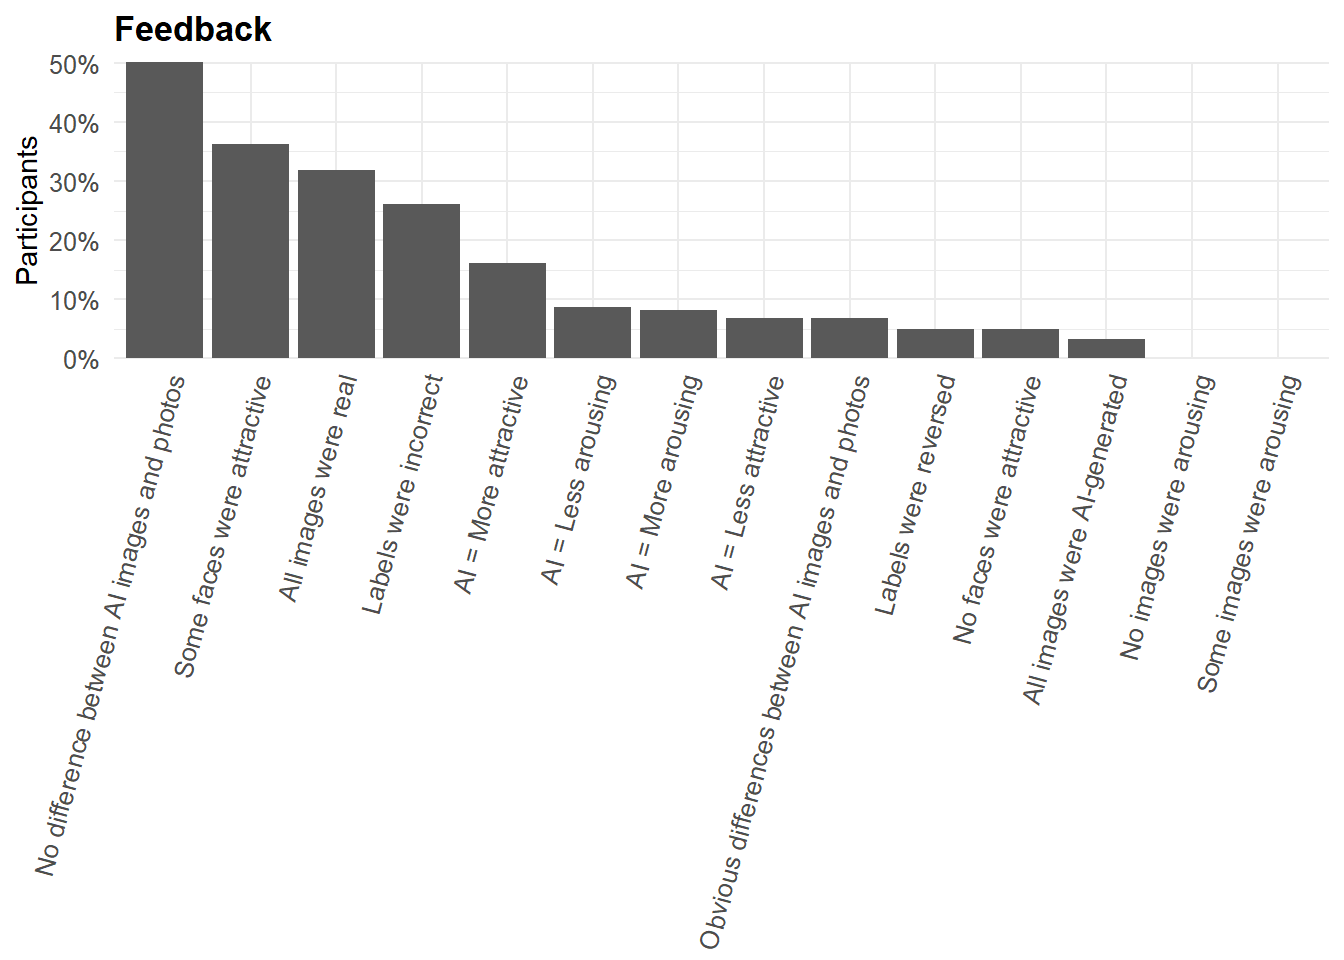 Feedback
Participants
50%
40%
30%
20%
10%
0%
No difference between AI images and photos
Some faces were attractive
All images were real
Labels were incorrect
AI = More attractive
AI = Less arousing
AI = More arousing
AI = Less attractive
Obvious differences between AI images and photos
Labels were reversed
No faces were attractive
All images were AI-generated
No images were arousing
Some images were arousing